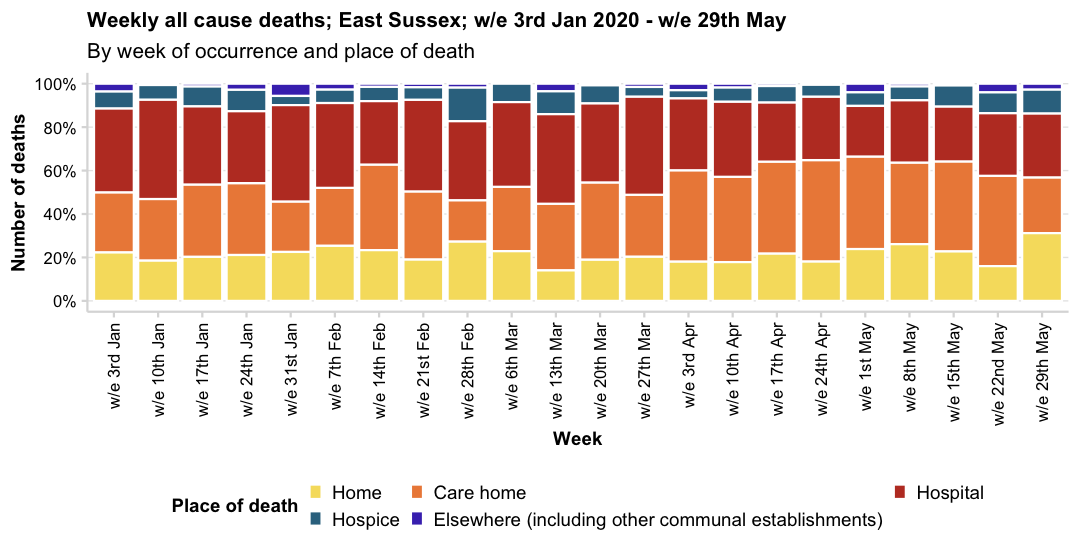 Weekly all cause deaths; East Sussex; w/e 3rd Jan 2020 - w/e 29th May
By week of occurrence and place of death
Number of deaths
100%
80%
60%
40%
20%
0%
w/e 3rd Jan
w/e 10th Jan
w/e 17th Jan
w/e 24th Jan
w/e 31st Jan
w/e 7th Feb
w/e 14th Feb
w/e 21st Feb
w/e 28th Feb
w/e 6th Mar
w/e 13th Mar
w/e 20th Mar
w/e 27th Mar
w/e 3rd Apr
w/e 10th Apr
w/e 17th Apr
w/e 24th Apr
w/e 1st May
w/e 8th May
w/e 15th May
w/e 22nd May
w/e 29th May
Week
Place of death
Home Care home Hospital
Hospice Elsewhere (including other communal establishments)